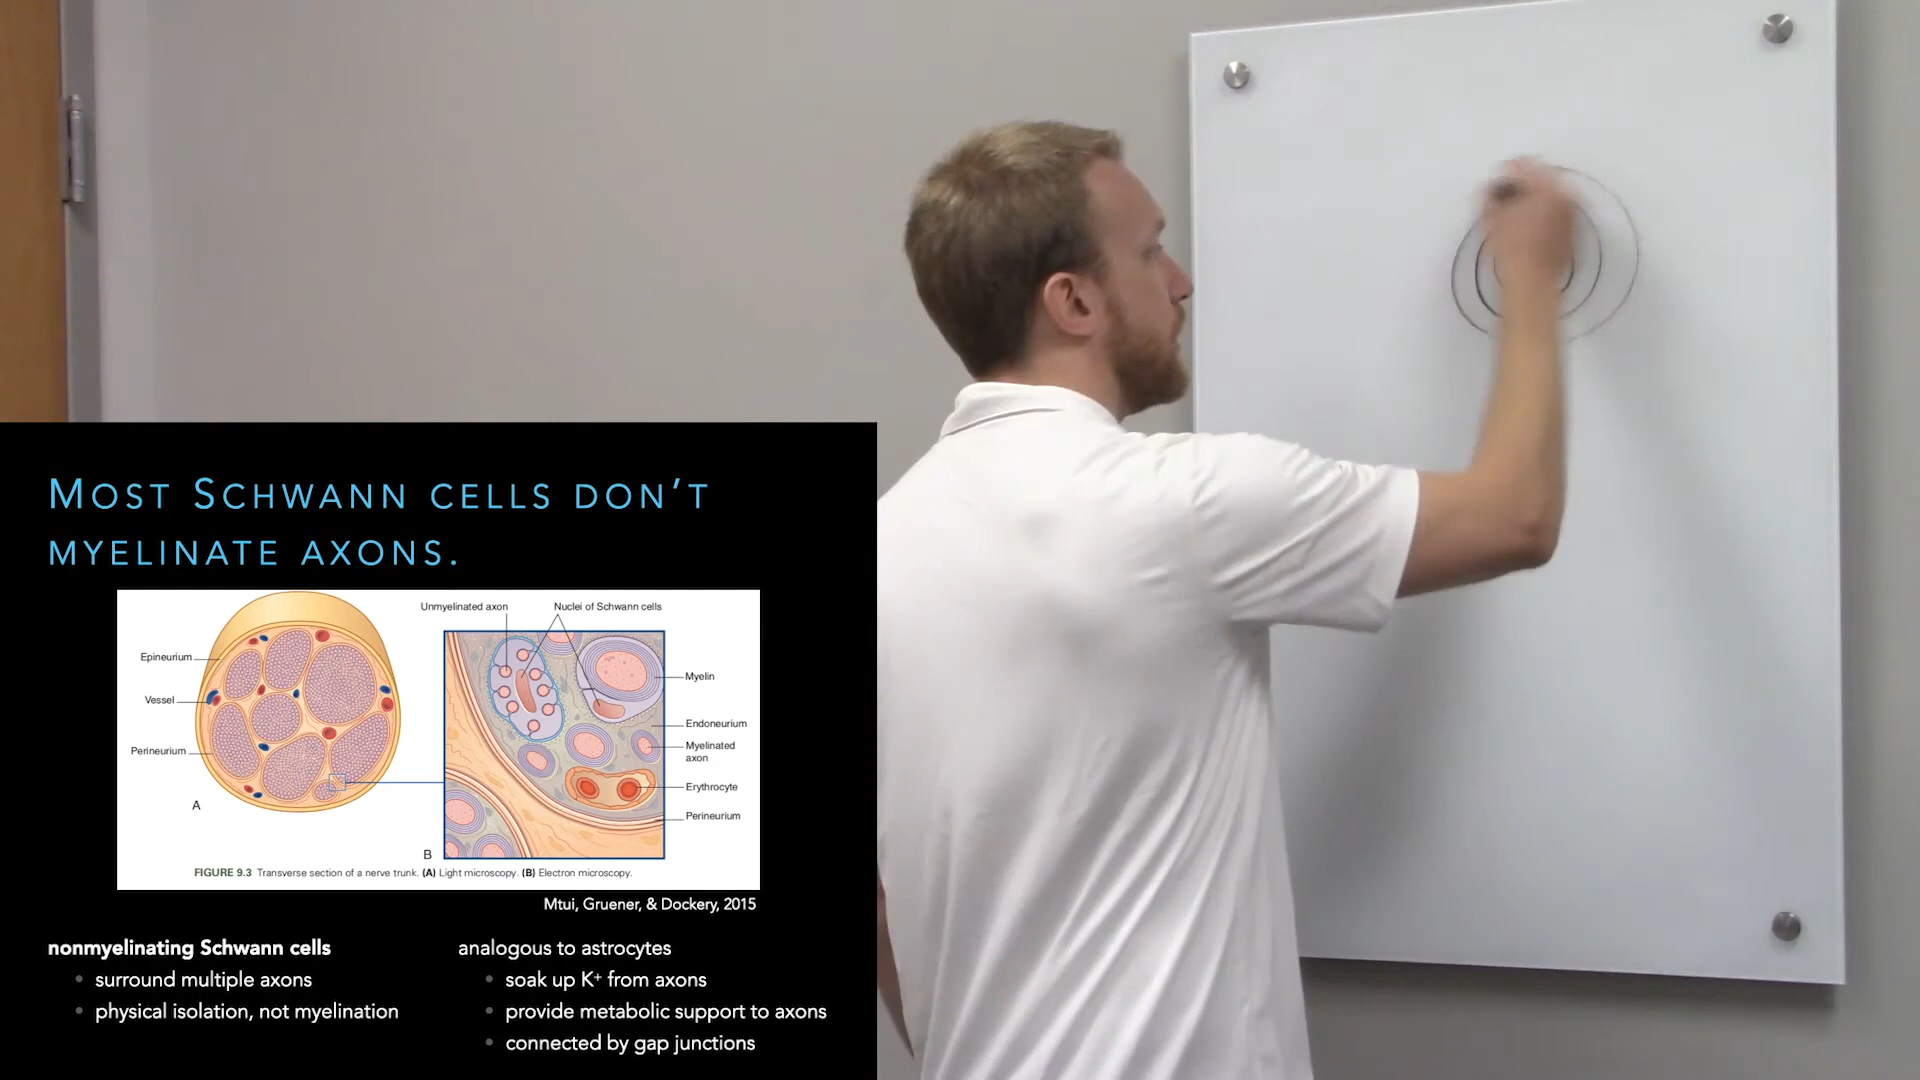 MOST SCHWANN CELLS DON'T
MYELINATE AXONS.
Unmyelinated axon
Nuclei of Schwann cells
Epineurium
Vessel
Perineurium
A
Myelin
Endoneurium
Myelinated
axon
Erythrocyte
Perineurium
B
FIGURE 9.3 Transverse section of a nerve trunk. (A) Light microscopy. (B) Electron microscopy.
Mtui, Gruener, & Dockery, 2015
nonmyelinating Schwann cells
• surround multiple axons
• physical isolation, not myelination
analogous to astrocytes
• soak up K⁺ from axons
• provide metabolic support to axons
• connected by gap junctions